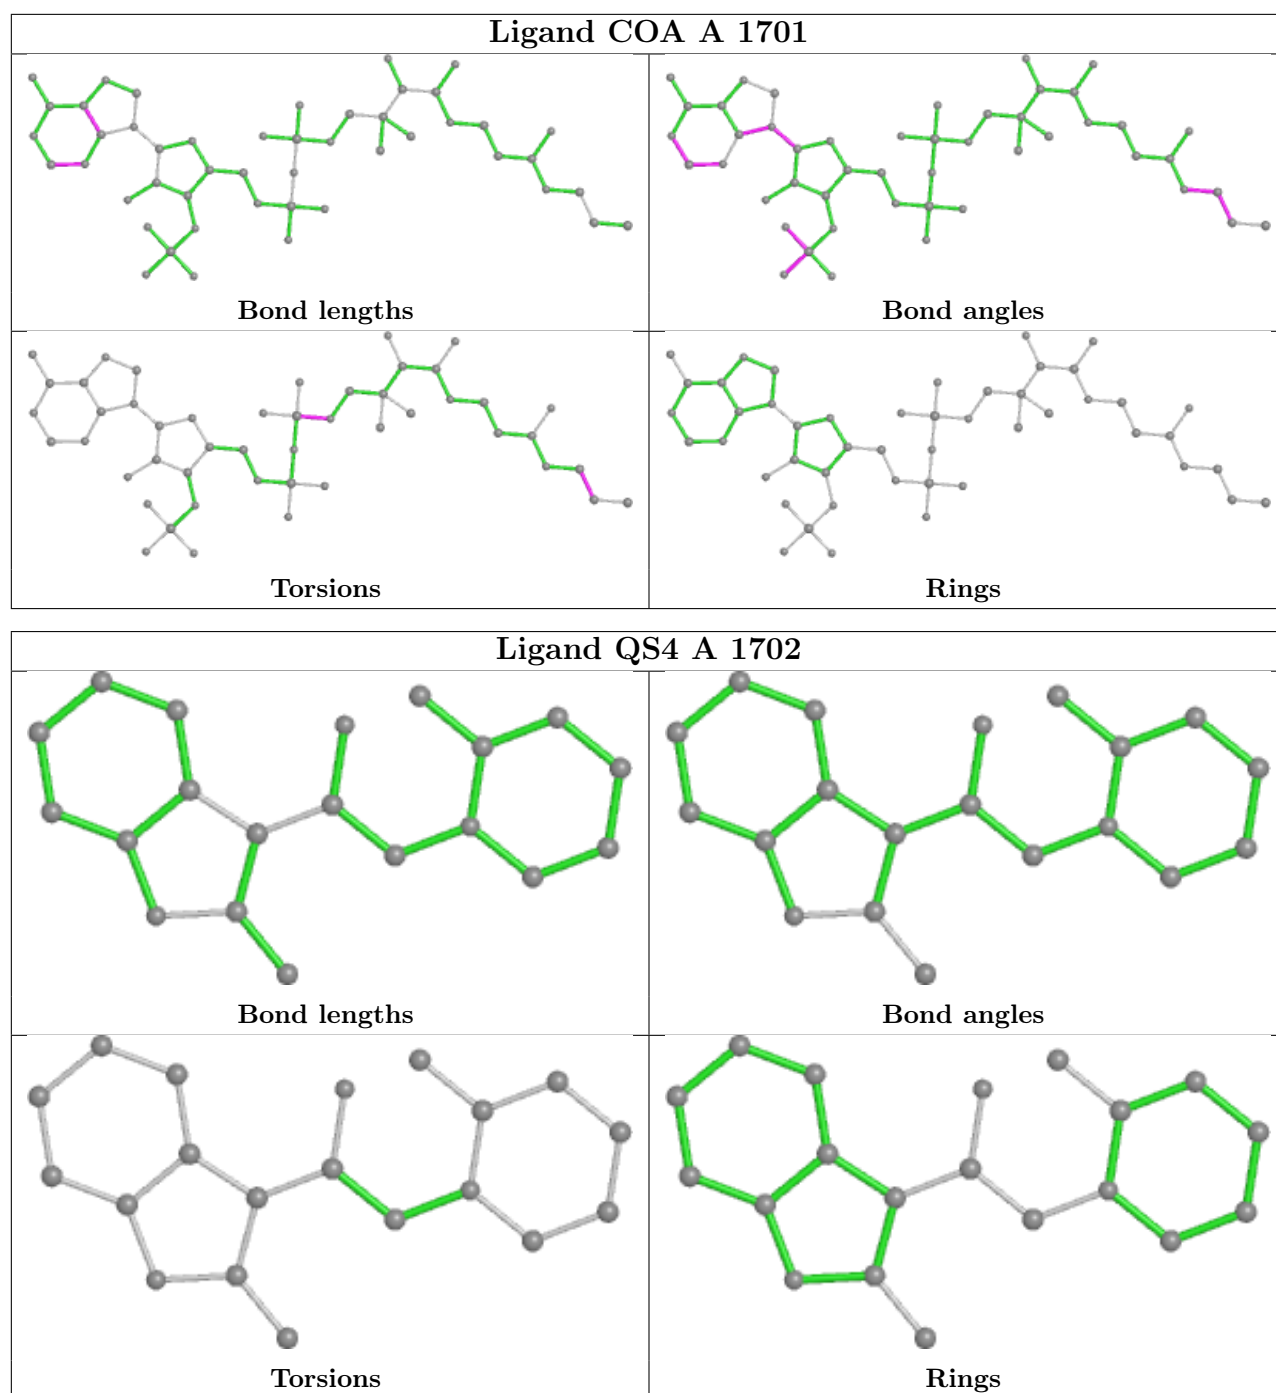 Ligand COA A 1701
Bond lengths
Bond angles
Torsions
Rings
Ligand QS4 A 1702
Bond lengths
Bond angles
Torsions
Rings